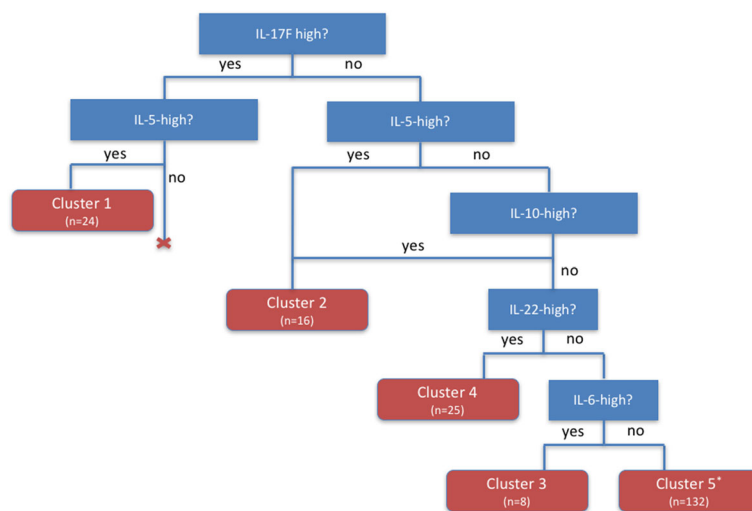 IL-17F high?
yes
no
IL-5-high?
IL-5-high?
yes
no
yes
no
Cluster 1
(n=24)
IL-10-high?
yes
no
Cluster 2
(n=16)
IL-22-high?
yes
no
Cluster 4
(n=25)
IL-6-high?
yes
no
Cluster 3
(n=8)
Cluster 5*
(n=132)